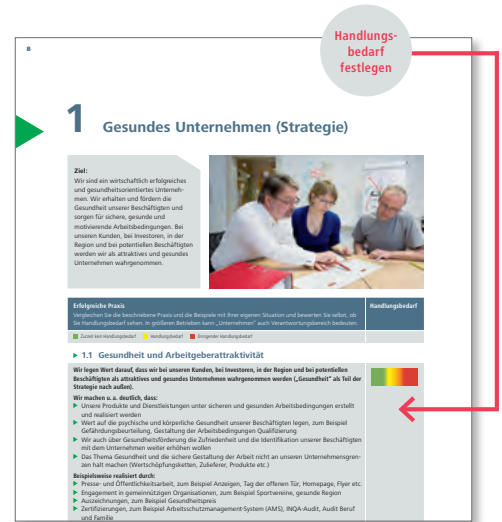 Handlungs-
bedarf
festlegen
8
1 Gesundes Unternehmen (Strategie)
Ziel:
Wir sind ein wirtschaftlich erfolgreiches
und gesundheitsorientiertes Unterneh-
men. Wir erhalten und fördern die
Gesundheit unserer Beschäftigten und
sorgen für sichere, gesunde und
motivierende Arbeitsbedingungen. Bei
unseren Kunden, bei Investoren, in der
Region und bei potentiellen Beschäftigten
werden wir als attraktives und gesundes
Unternehmen wahrgenommen.
Erfolgreiche Praxis
Handlungsbedarf
Vergleichen Sie die beschriebene Praxis und die Beispiele mit Ihrer eigenen Situation und bewerten Sie selbst, ob
Sie Handlungsbedarf sehen. In größeren Betrieben kann „Unternehmen" auch Verantwortungsbereich bedeuten.
Zurzeit kein Handlungsbedarf Handlungsbedarf Dringender Handlungsbedarf
1.1 Gesundheit und Arbeitgeberattraktivität
Wir legen Wert darauf, dass wir bei unseren Kunden, bei Investoren, in der Region und bei potentiellen
Beschäftigten als attraktives und gesundes Unternehmen wahrgenommen werden („Gesundheit" als Teil der
Strategie nach außen).
Wir machen u. a. deutlich, dass:
Unsere Produkte und Dienstleistungen unter sicheren und gesunden Arbeitsbedingungen erstellt
und realisiert werden
Wert auf die psychische und körperliche Gesundheit unserer Beschäftigten legen, zum Beispiel
Gefährdungsbeurteilung, Gestaltung der Arbeitsbedingungen Qualifizierung
Wir auch über Gesundheitsförderung die Zufriedenheit und die Identifikation unserer Beschäftigten
mit dem Unternehmen weiter erhöhen wollen
Das Thema Gesundheit und die sichere Gestaltung der Arbeit nicht an unseren Unternehmensgren-
zen halt machen (Wertschöpfungsketten, Zulieferer, Produkte etc.)
Beispielsweise realisiert durch:
Presse- und Öffentlichkeitsarbeit, zum Beispiel Anzeigen, Tag der offenen Tür, Homepage, Flyer etc.
Engagement in gemeinnützigen Organisationen, zum Beispiel Sportvereine, gesunde Region
Auszeichnungen, zum Beispiel Gesundheitspreis
Zertifizierungen, zum Beispiel Arbeitsschutzmanagement-System (AMS), INQA-Audit, Audit Beruf
und Familie